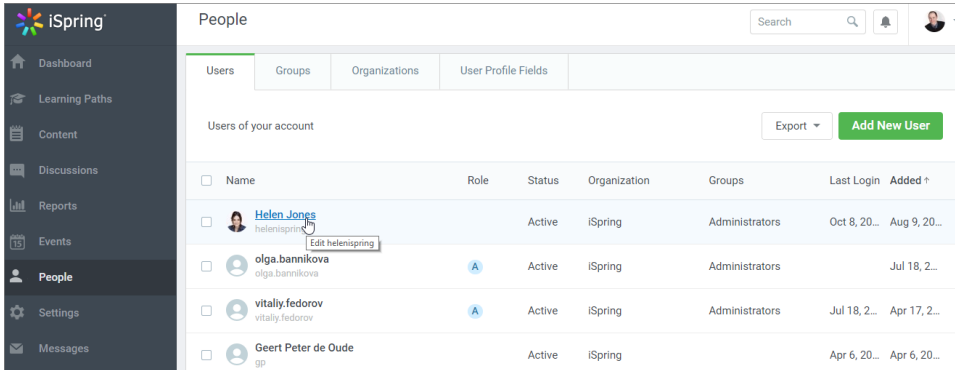 iSpring
People
Search
Dashboard
Learning Paths
Content
Discussions
Reports
15 Events
People
Settings
Messages
Users Groups Organizations User Profile Fields
Users of your account Export Add New User
Name Role Status Organization Groups Last Login Added ↑
Helen Jones Active iSpring Administrators Oct 8, 20... Aug 9, 20...
helenisprin
Edit helenispring
olga.bannikova A Active iSpring Administrators Jul 18, 2...
olga.bannikova
vitaliy.fedorov A Active iSpring Administrators Jul 18, 2... Apr 17, 2...
vitaliy.fedorov
Geert Peter de Oude Active iSpring Apr 6, 20... Apr 6, 20...
gp